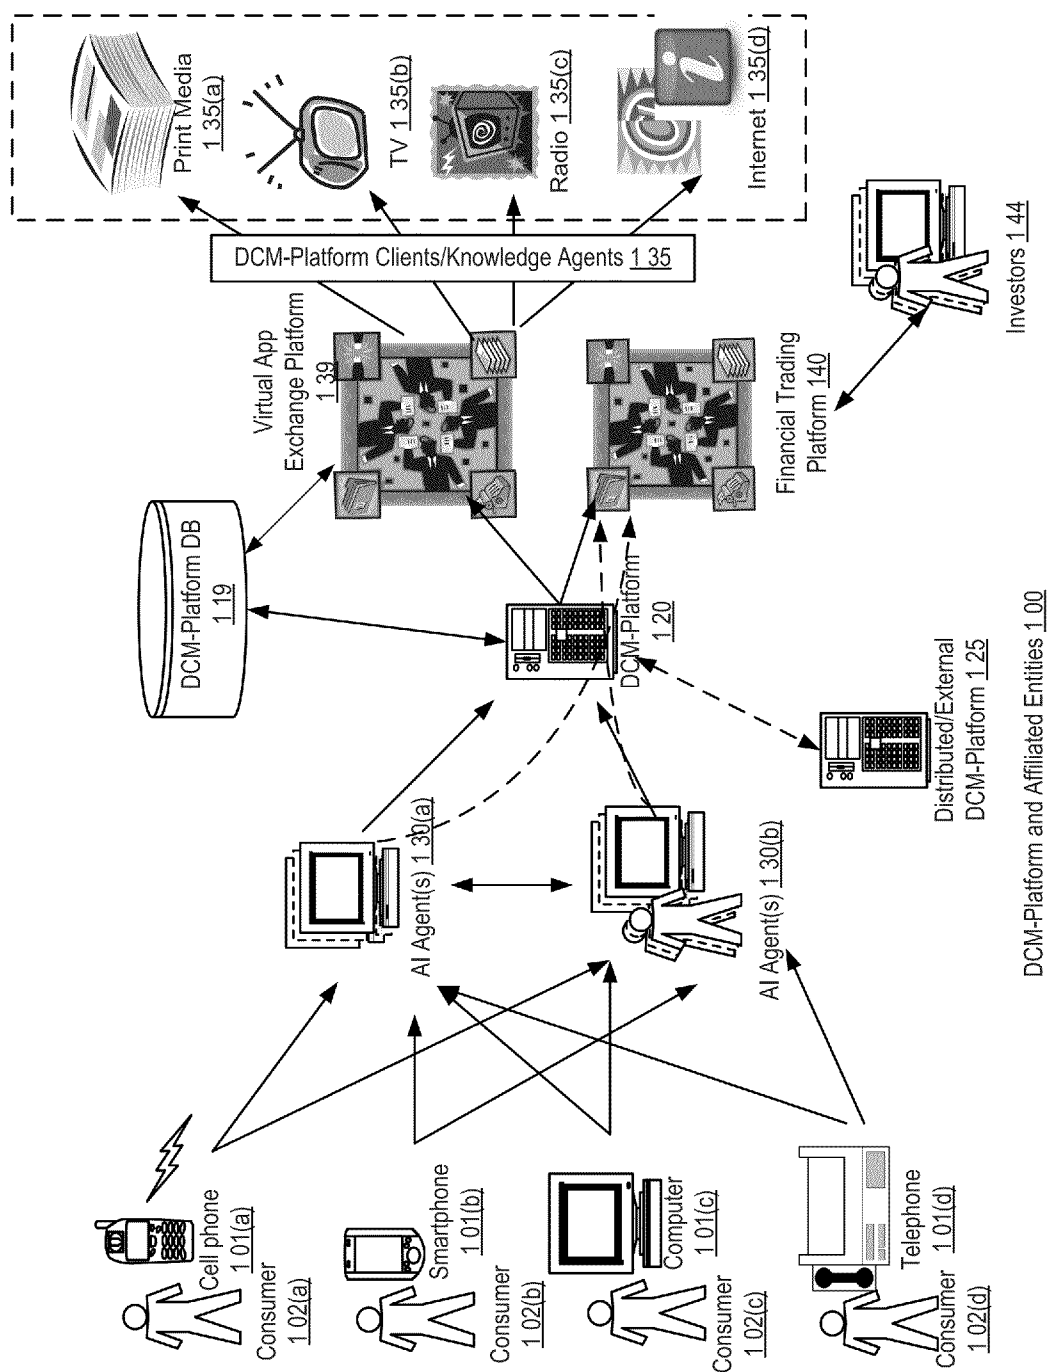 Print Media
1 35(a)
TV 1 35(b)
Radio 1 35(c)
Internet 1 35(d)
DCM-Platform Clients/Knowledge Agents 1 35
Virtual App
Exchange Platform
1 39
Financial Trading
Platform 140
Investors 1 44
DCM-Platform DB
1 19
DCM-Platform
1 20
Distributed/External
DCM-Platform 1 25
AI Agent(s) 1 30(a)
AI Agent(s) 1 30(b)
Cell phone
1 01(a)
Consumer
1 02(a)
Smartphone
1 01(b)
Consumer
1 02(b)
Computer
1 01(c)
Consumer
1 02(c)
Telephone
1 01(d)
Consumer
1 02(d)
DCM-Platform and Affiliated Entities 1 00